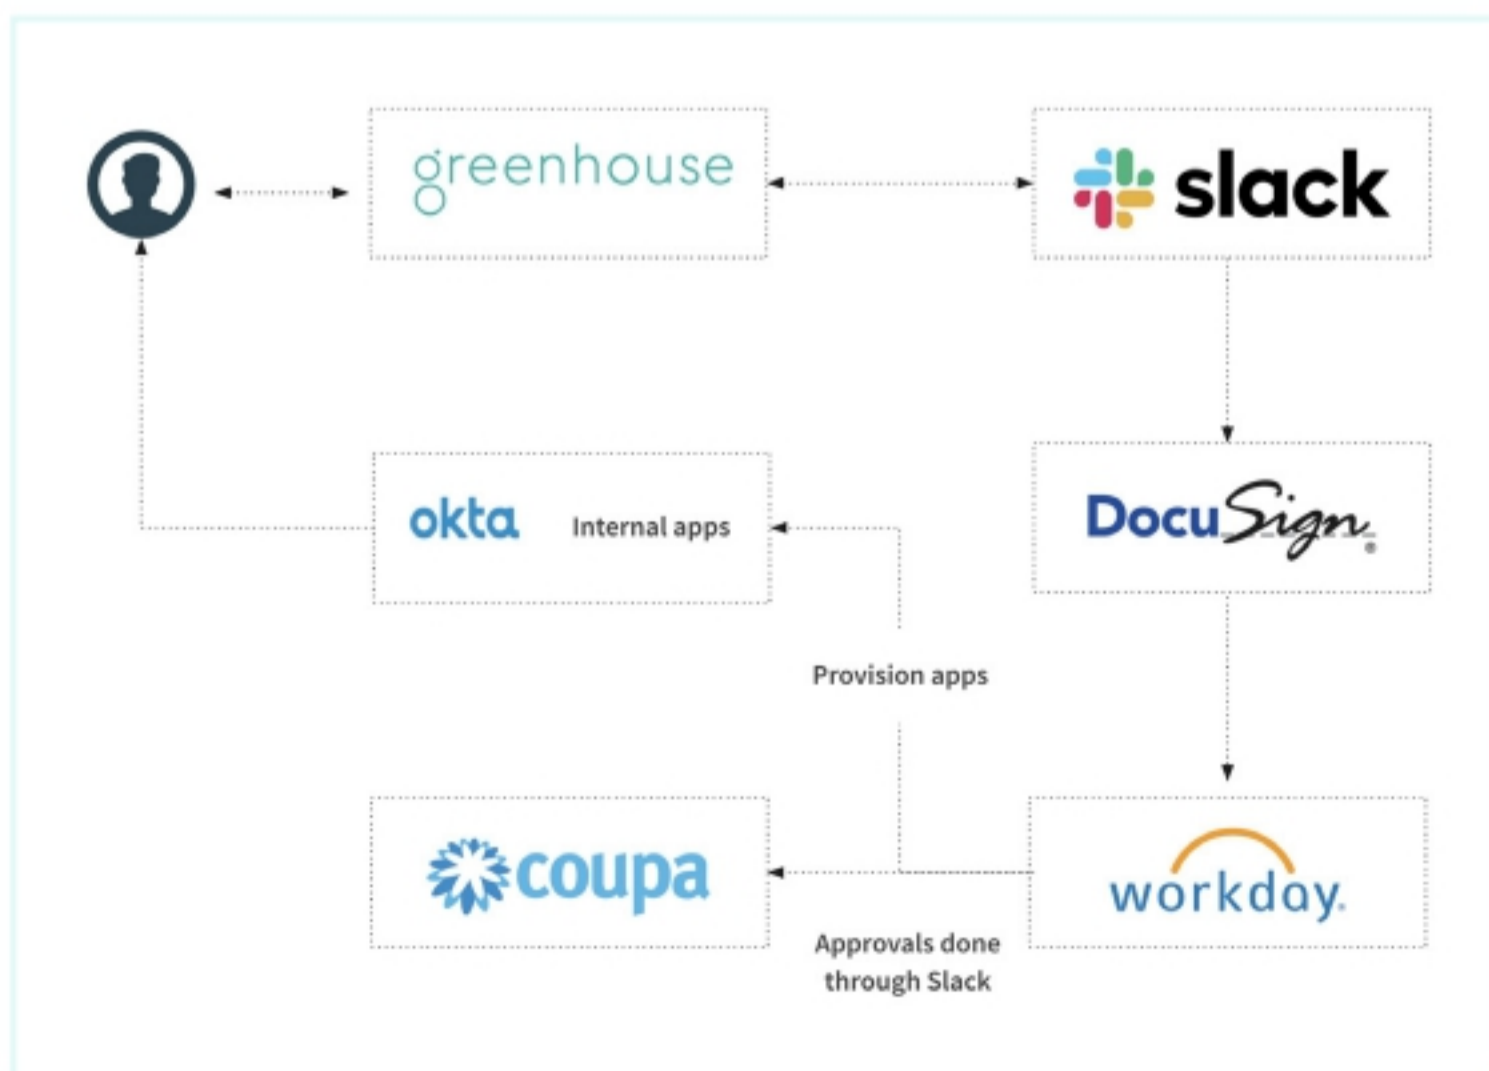 greenhouse
slack
okta
Internal apps
DocuSign®
Provision apps
coupa
workday.
Approvals done
through Slack